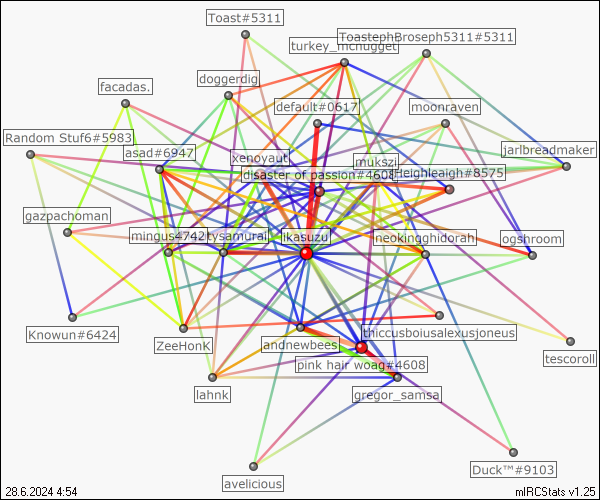 Toast#5311
ToastephBroseph5311#5311
turkey_mcnugget
doggerdig
facadas.
default#0617
moonraven
Random Stuf6#5983
asad#6947
xenoyaut
mukszi
jarlbreadmaker
disaster of passion#4608
Heighleaigh#8575
gazpachoman
mingus4742
tysamurai
ikasuzu
neokingghidorah
ogshroom
Knowun#6424
ZeeHonK
andnewbees
thiccusboiusalexusjoneus
tescoroll
pink hair woag#4608
lahnk
gregor_samsa
avelicious
Duck™#9103
28.6.2024 4:54
mIRCStats v1.25